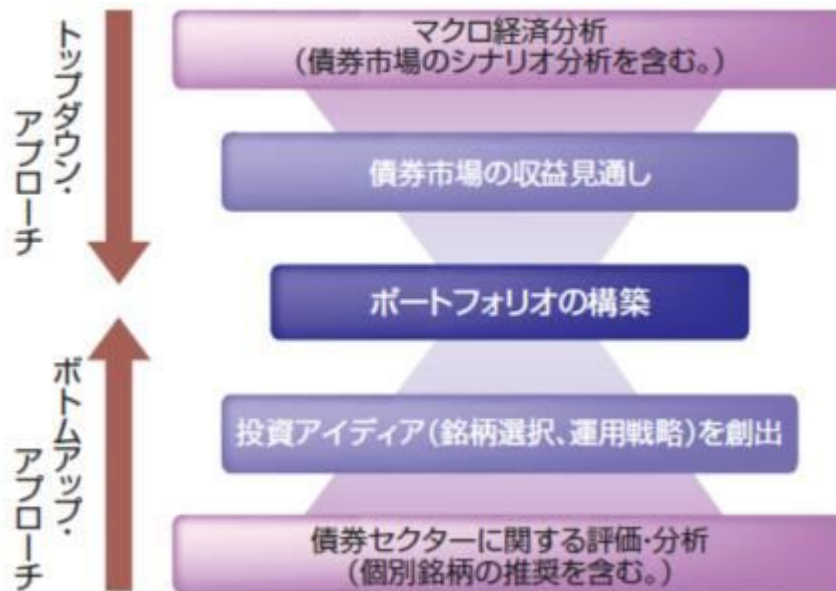 トップダウン・
アプローチ
マクロ経済分析
(債券市場のシナリオ分析を含む。)
債券市場の収益見通し
ポートフォリオの構築
ボトムアップ・
アプローチ
投資アイディア(銘柄選択、運用戦略)を創出
債券セクターに関する評価・分析
(個別銘柄の推奨を含む。)